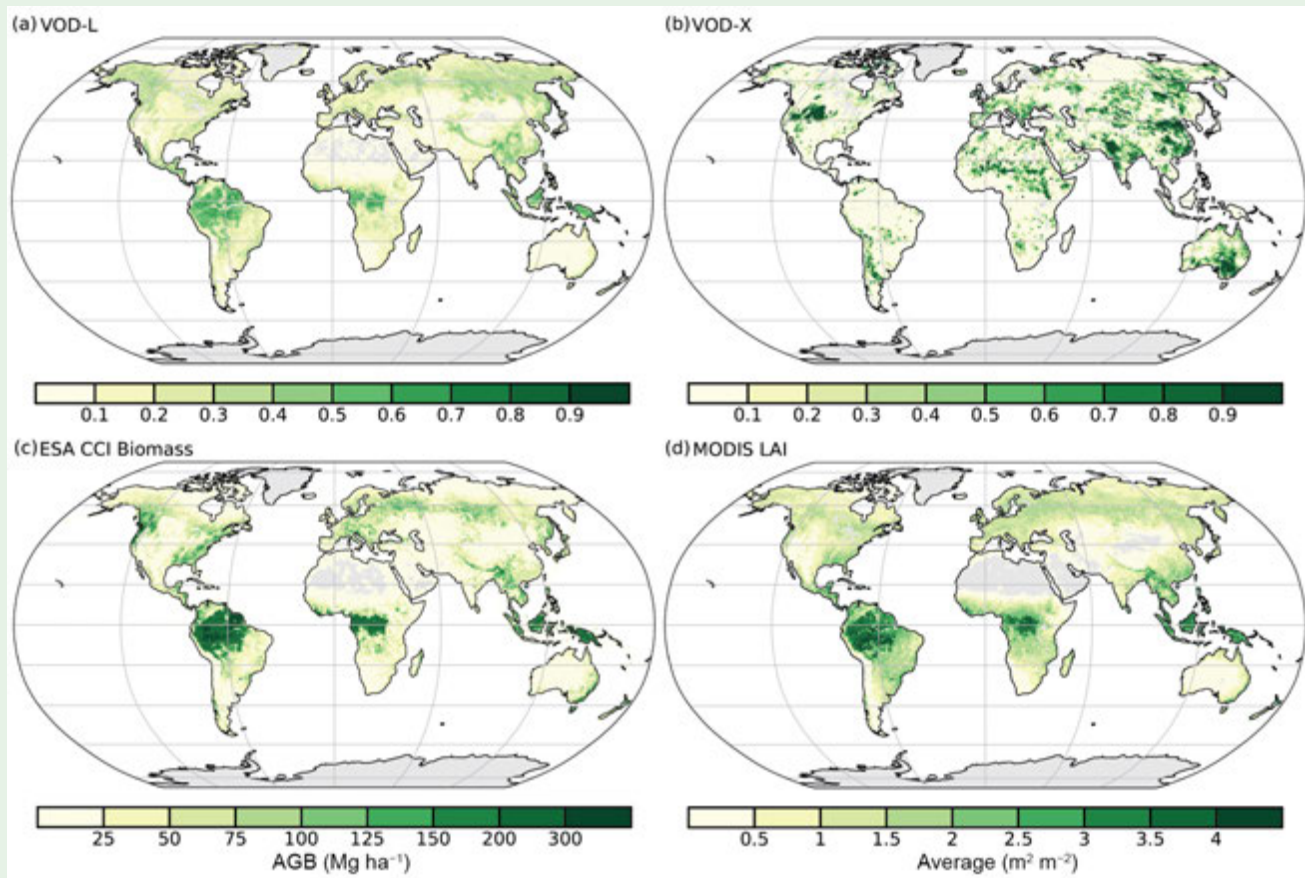 (a) VOD-L
(b) VOD-X
0.1 0.2 0.3 0.4 0.5 0.6 0.7 0.8 0.9
0.1 0.2 0.3 0.4 0.5 0.6 0.7 0.8 0.9
(c) ESA CCI Biomass
(d) MODIS LAI
25 50 75 100 125 150 200 300
AGB (Mg ha⁻¹)
0.5 1 1.5 2 2.5 3 3.5 4
Average (m² m⁻²)